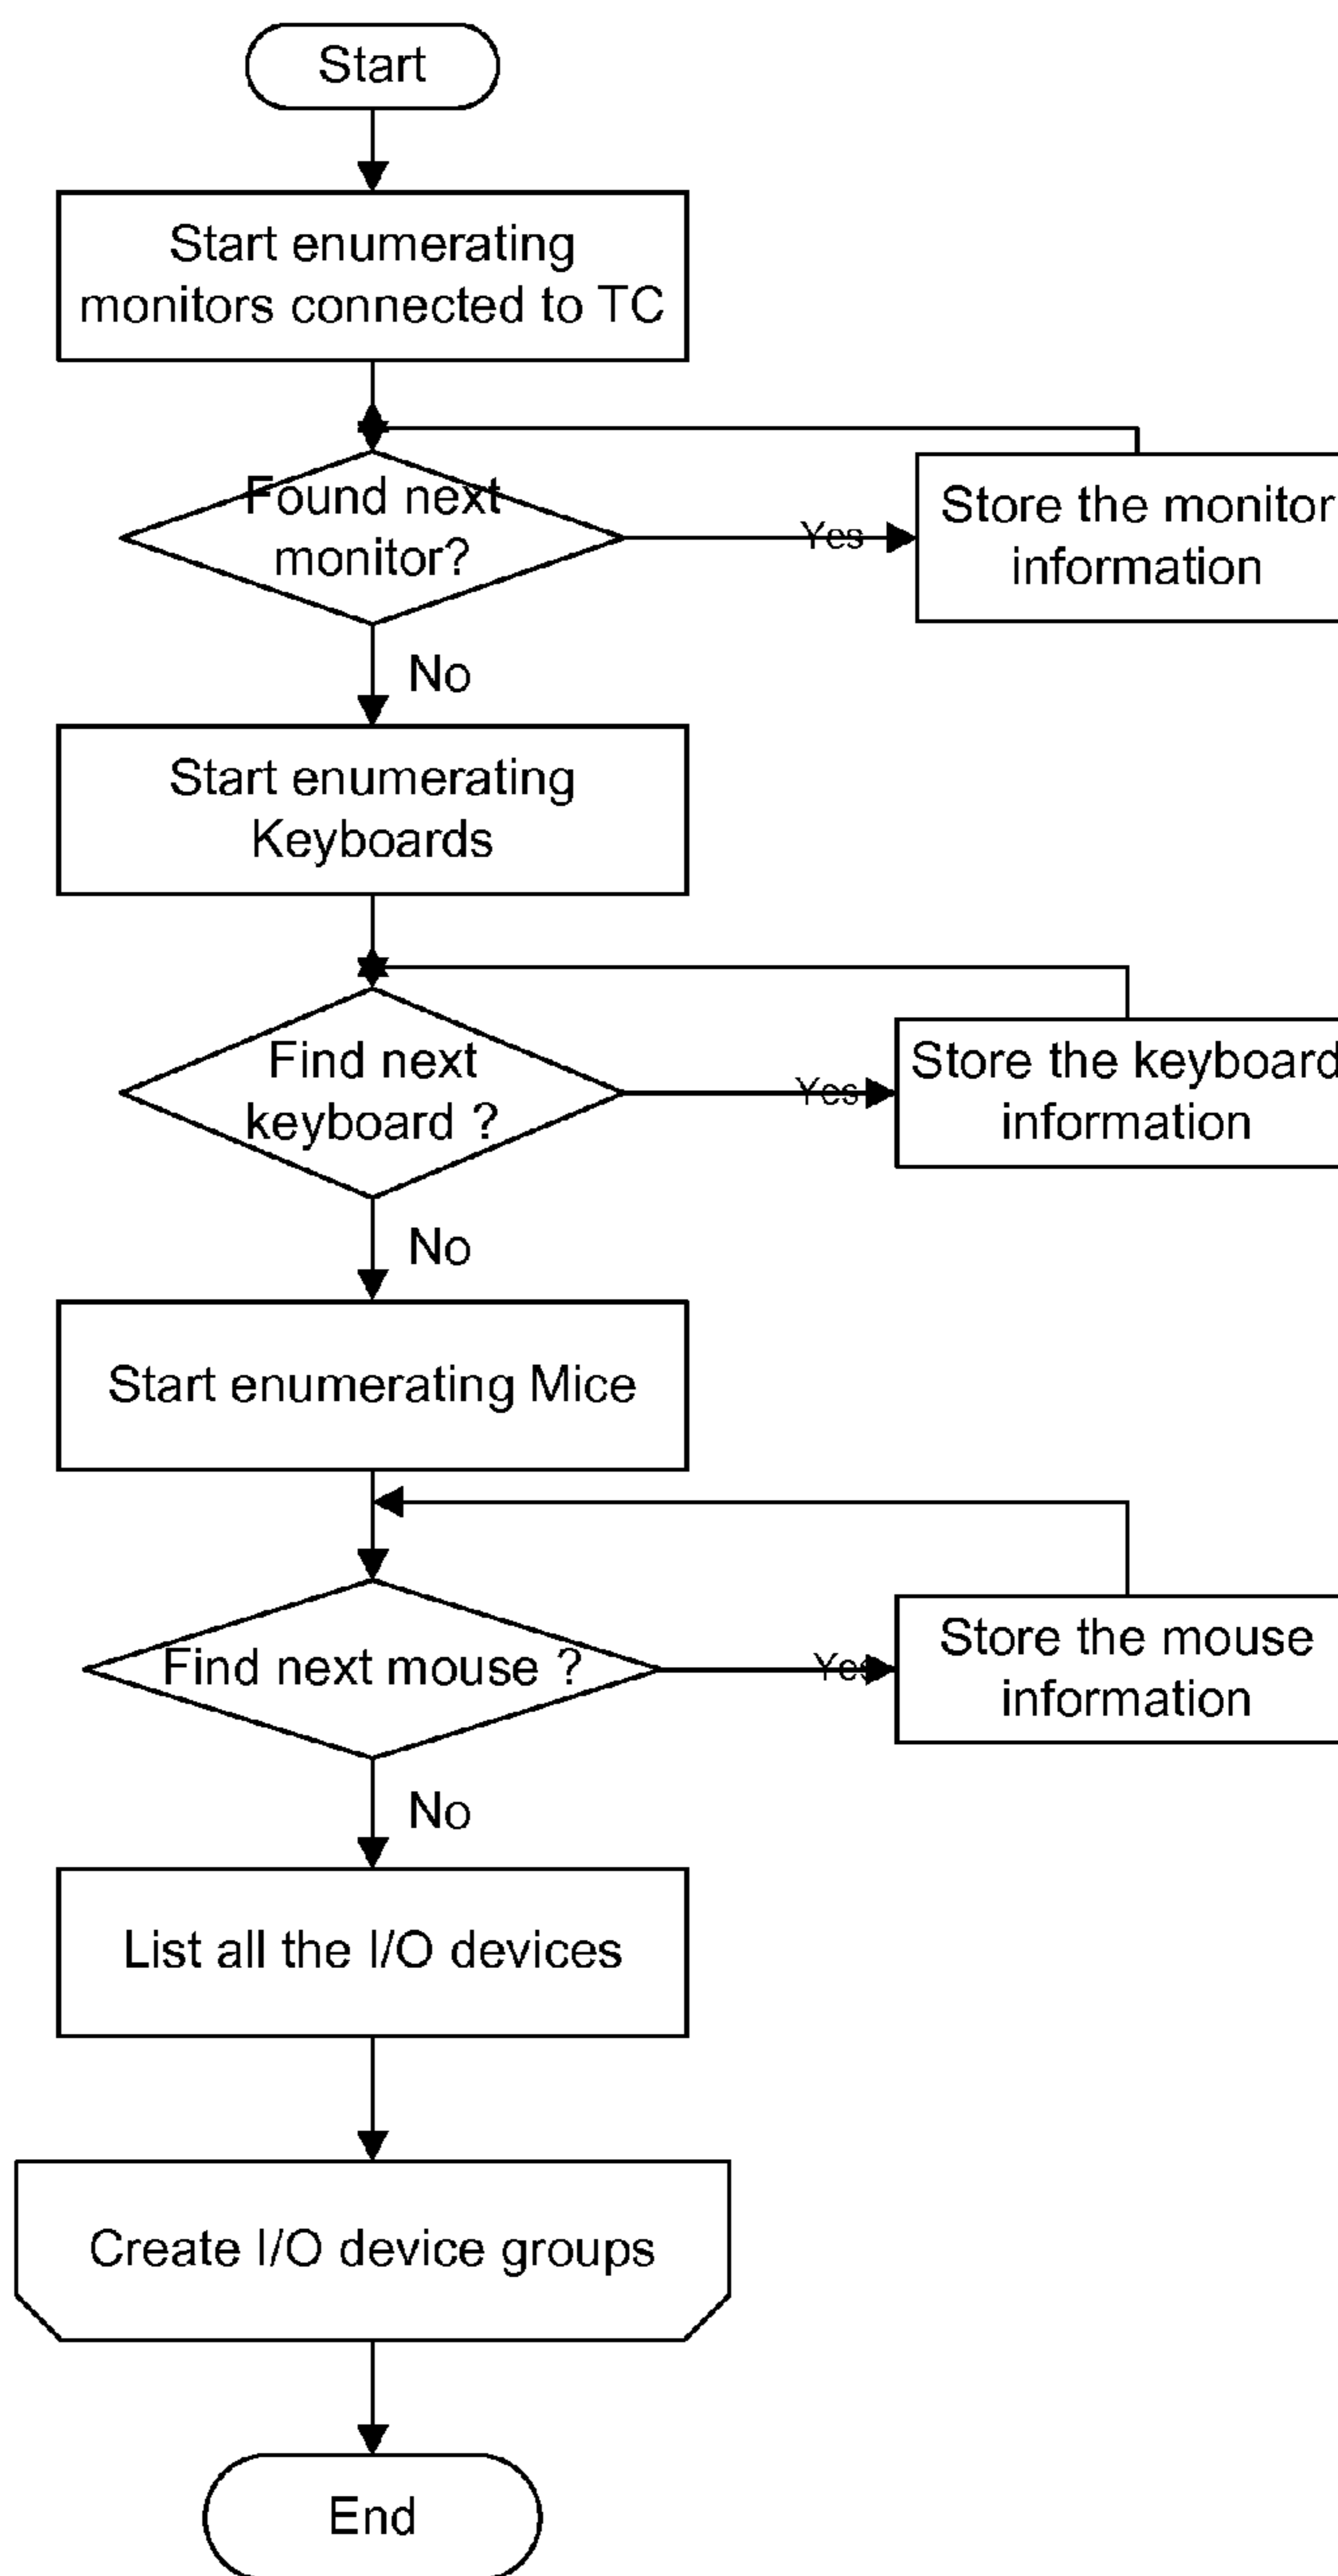 Start
Start enumerating
monitors connected to TC
Found next
monitor?
Yes
Store the monitor
information
No
Start enumerating
Keyboards
Find next
keyboard ?
Yes
Store the keyboard
information
No
Start enumerating Mice
Find next mouse ?
Yes
Store the mouse
information
No
List all the I/O devices
Create I/O device groups
End